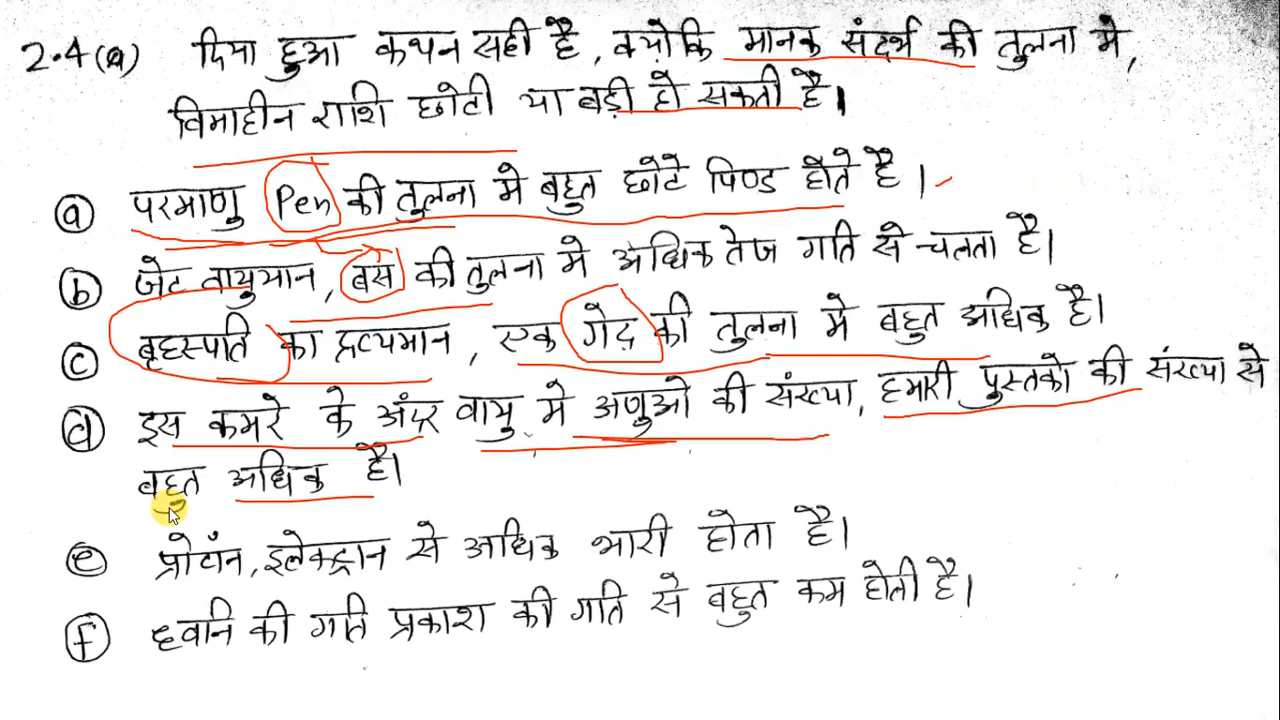 2.4(a) दिया हुआ कथन सही है, क्योकि मानक संदर्भ की तुलना मे,
विमाहीन राशि छोटी या बड़ी हो सकती है।
(a) परमाणु Pen की तुलना मे बहुत छोटे पिण्ड होते है।
(b) जेट वायुमान, बस की तुलना मे अधिक तेज गति से चलता है।
(c) बृहस्पति का द्रव्यमान, एक गेद़ की तुलना मे बहुत अधिक है।
(d) इस कमरे के अंदर वायु मे अणुओ की संख्या, हमारी पुस्तको की संख्या से
बहुत अधिक है।
(e) प्रोटॉन, इलेक्ट्रान से अधिक भारी होता है।
(f) ध्वनि की गति प्रकाश की गति से बहुत कम होती है।